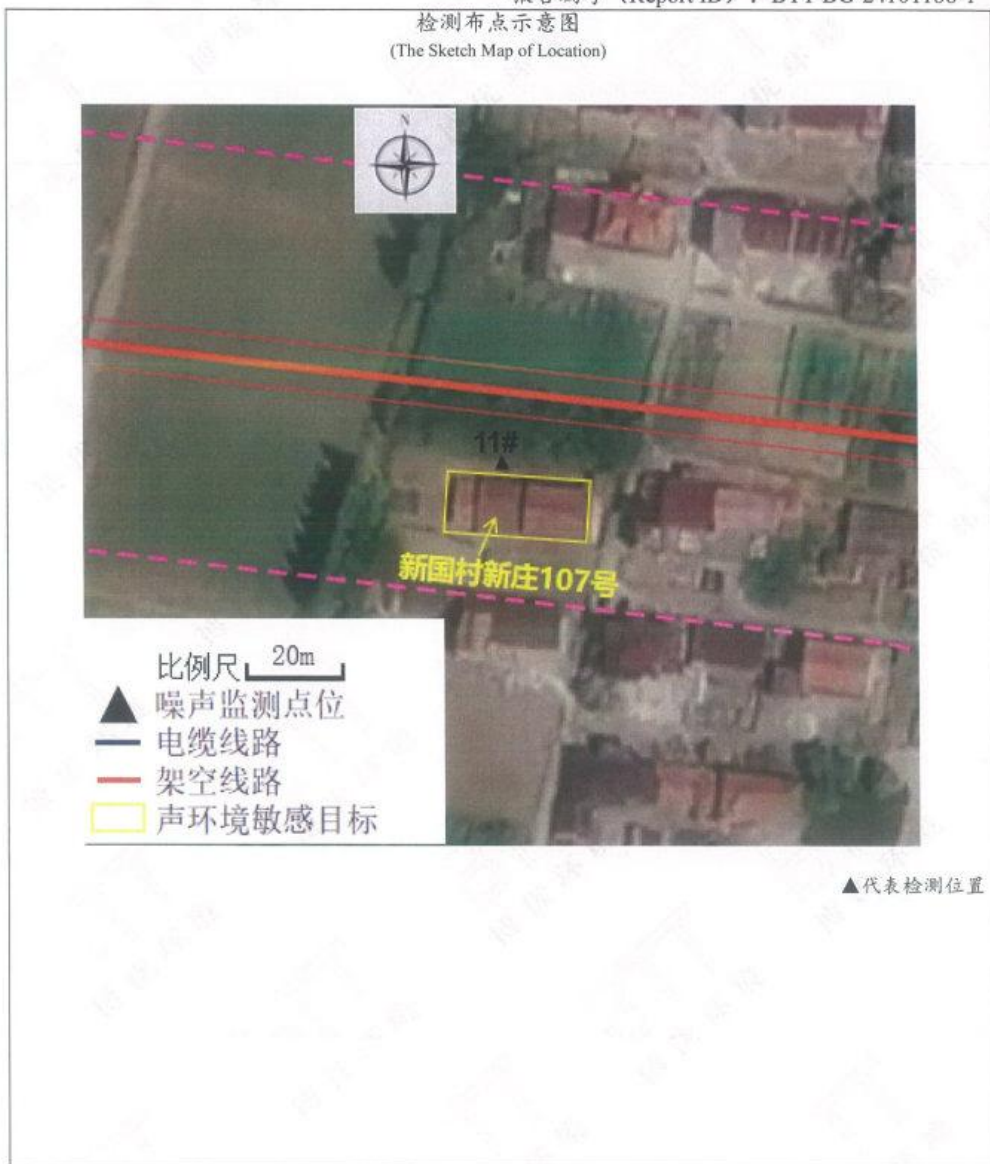 检测布点示意图
(The Sketch Map of Location)
N
11#
新国村新庄107号
比例尺 20m
噪声监测点位
电缆线路
架空线路
声环境敏感目标
▲代表检测位置